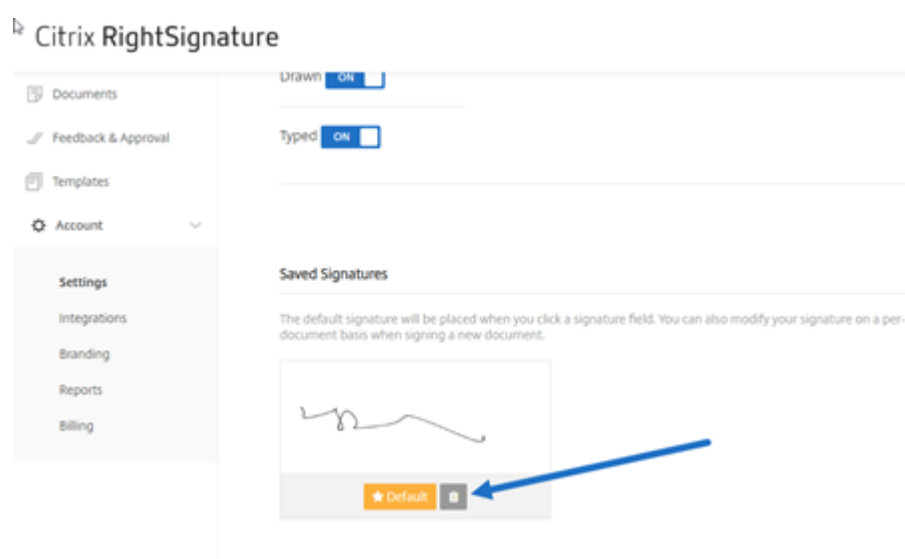 Citrix RightSignature
Documents
Feedback & Approval
Templates
Account
Settings
Integrations
Branding
Reports
Billing
Drawn ON
Typed ON
Saved Signatures
The default signature will be placed when you click a signature field. You can also modify your signature on a per-
document basis when signing a new document.
Default